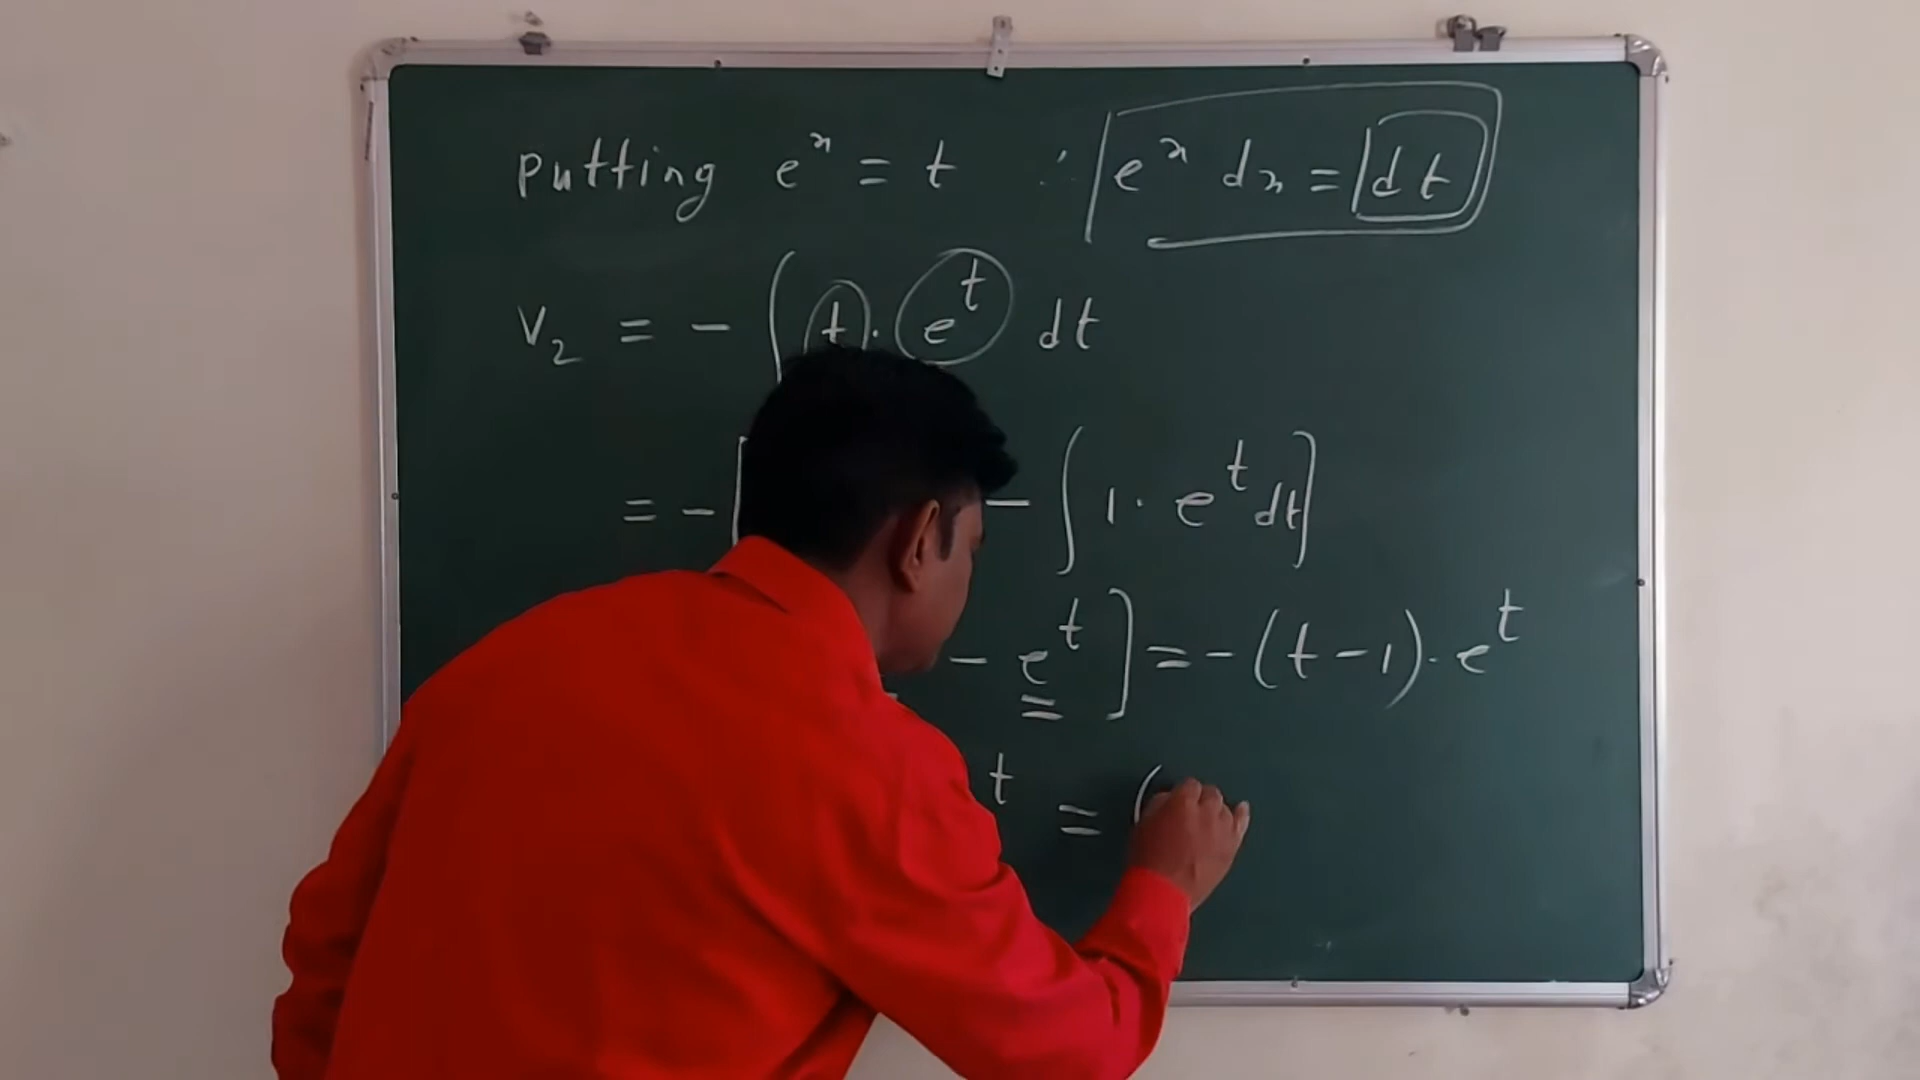 putting e^x = t ∴ e^x dx = dt
v₂ = - ∫ t · e^t dt
= - [ - ∫ 1 · e^t dt ]
- e^t ] = - (t - 1) · e^t
t = (